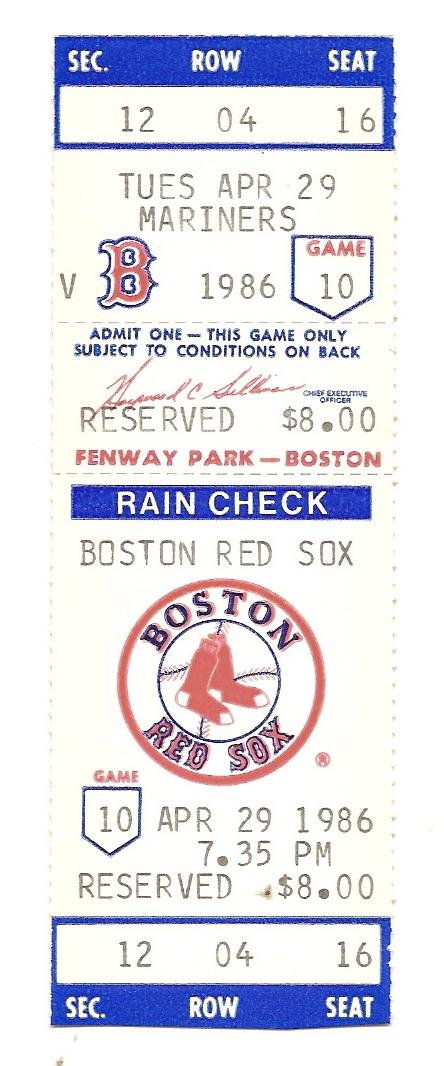 SEC. ROW SEAT
12 04 16
TUES APR 29
MARINERS
GAME
V B 1986 10
ADMIT ONE — THIS GAME ONLY
SUBJECT TO CONDITIONS ON BACK
Haywood C. Sullivan CHIEF EXECUTIVE
OFFICER
RESERVED $8.00
FENWAY PARK — BOSTON
RAIN CHECK
BOSTON RED SOX
BOSTON
RED SOX
®
GAME
10 APR 29 1986
7.35 PM
RESERVED $8.00
12 04 16
SEC. ROW SEAT